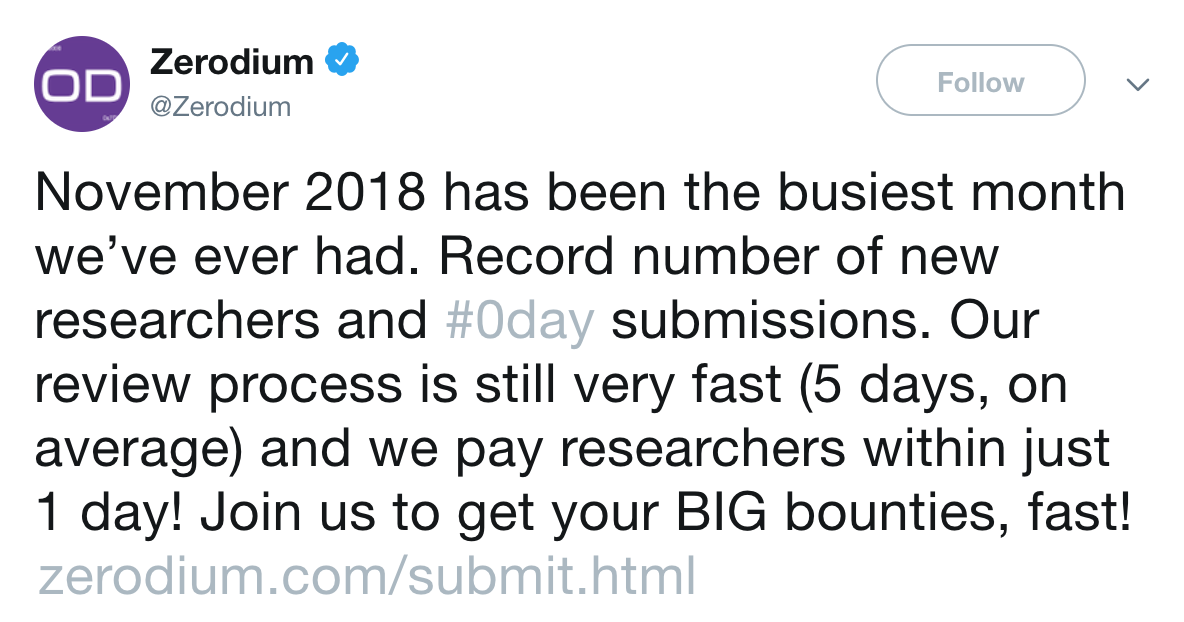 Zerodium
@Zerodium
Follow
OD
November 2018 has been the busiest month
we’ve ever had. Record number of new
researchers and #0day submissions. Our
review process is still very fast (5 days, on
average) and we pay researchers within just
1 day! Join us to get your BIG bounties, fast!
zerodium.com/submit.html